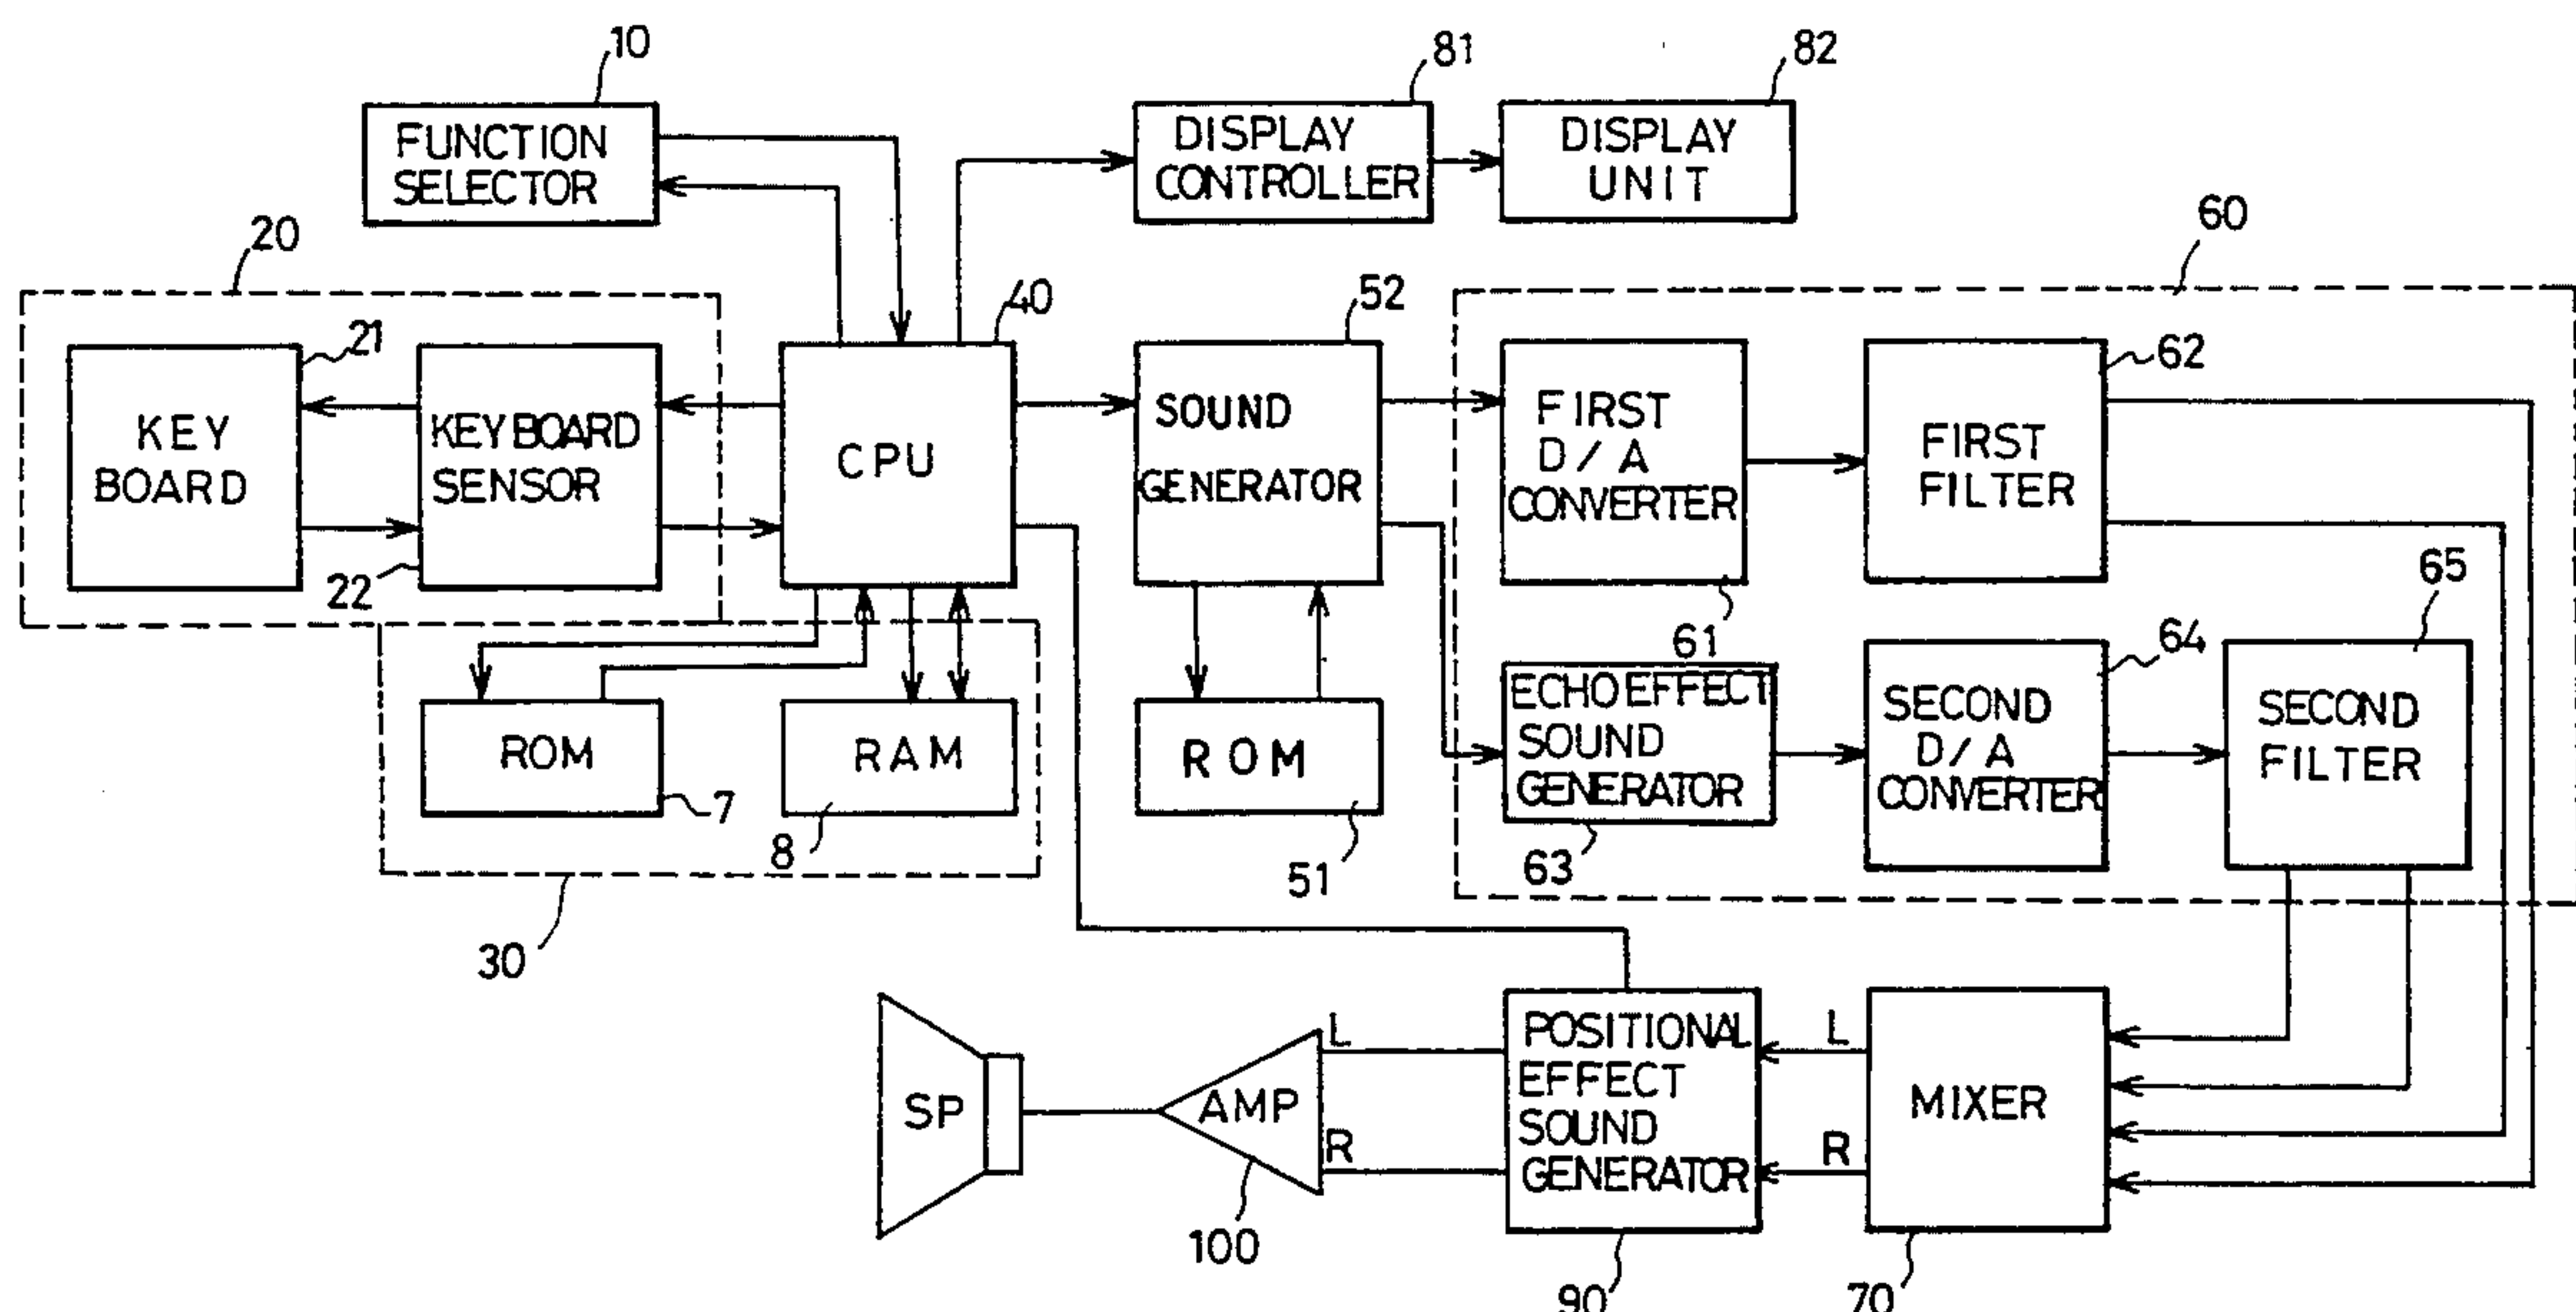 10
FUNCTION
SELECTOR
81
DISPLAY
CONTROLLER
82
DISPLAY
UNIT
20
21
KEY
BOARD
22
KEYBOARD
SENSOR
40
CPU
52
SOUND
GENERATOR
60
FIRST
D/A
CONVERTER
61
62
FIRST
FILTER
30
ROM
7
RAM
8
ROM
51
ECHO EFFECT
SOUND
GENERATOR
63
64
SECOND
D/A
CONVERTER
65
SECOND
FILTER
SP
AMP
100
L
R
POSITIONAL
EFFECT
SOUND
GENERATOR
90
L
R
MIXER
70